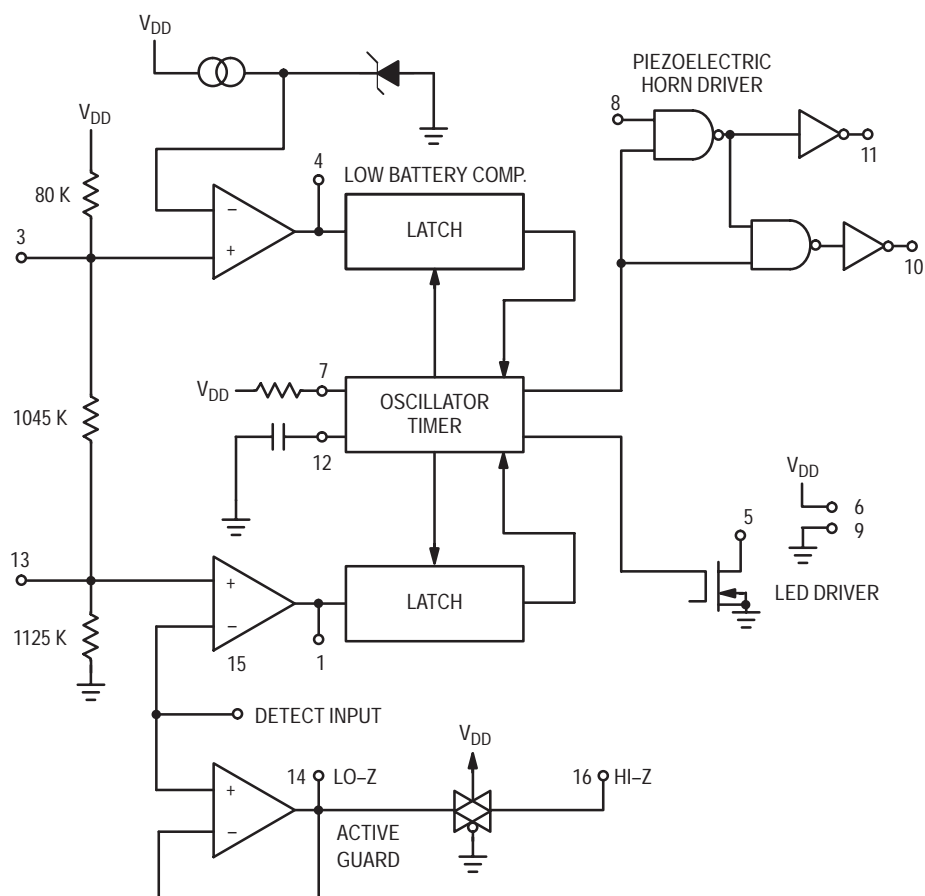 VDD
PIEZOELECTRIC
HORN DRIVER
VDD
8
11
4
LOW BATTERY COMP.
80 K
−
LATCH
3
+
10
7
VDD
OSCILLATOR
TIMER
1045 K
12
VDD
6
5
9
13
+
LATCH
LED DRIVER
−
1125 K
15
1
DETECT INPUT
VDD
+
14 LO–Z
16 HI–Z
−
ACTIVE
GUARD